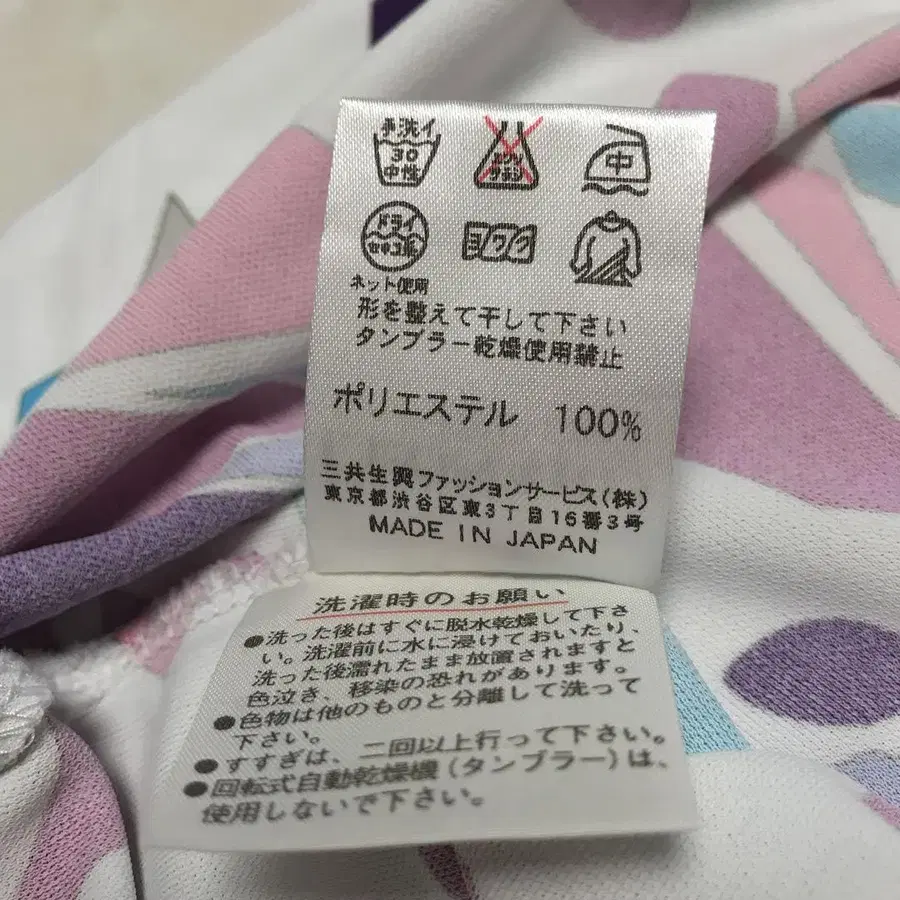 手洗イ
30
中性
エンソ
サラシ
中
ドライ
セキユ系
ヨワク
ネット使用
形を整えて干して下さい
タンブラー乾燥使用禁止
ポリエステル 100%
三共生興ファッションサービス(株)
東京都渋谷区東3丁目16番3号
MADE IN JAPAN
洗濯時のお願い
●洗った後はすぐに脱水乾燥して下さ
い。洗濯前に水に浸けておいたり、
洗った後濡れたまま放置されますと
色泣き、移染の恐れがあります。
●色物は他のものと分離して洗って
下さい。
●すすぎは、二回以上行って下さい。
●回転式自動乾燥機(タンブラー)は、
使用しないで下さい。